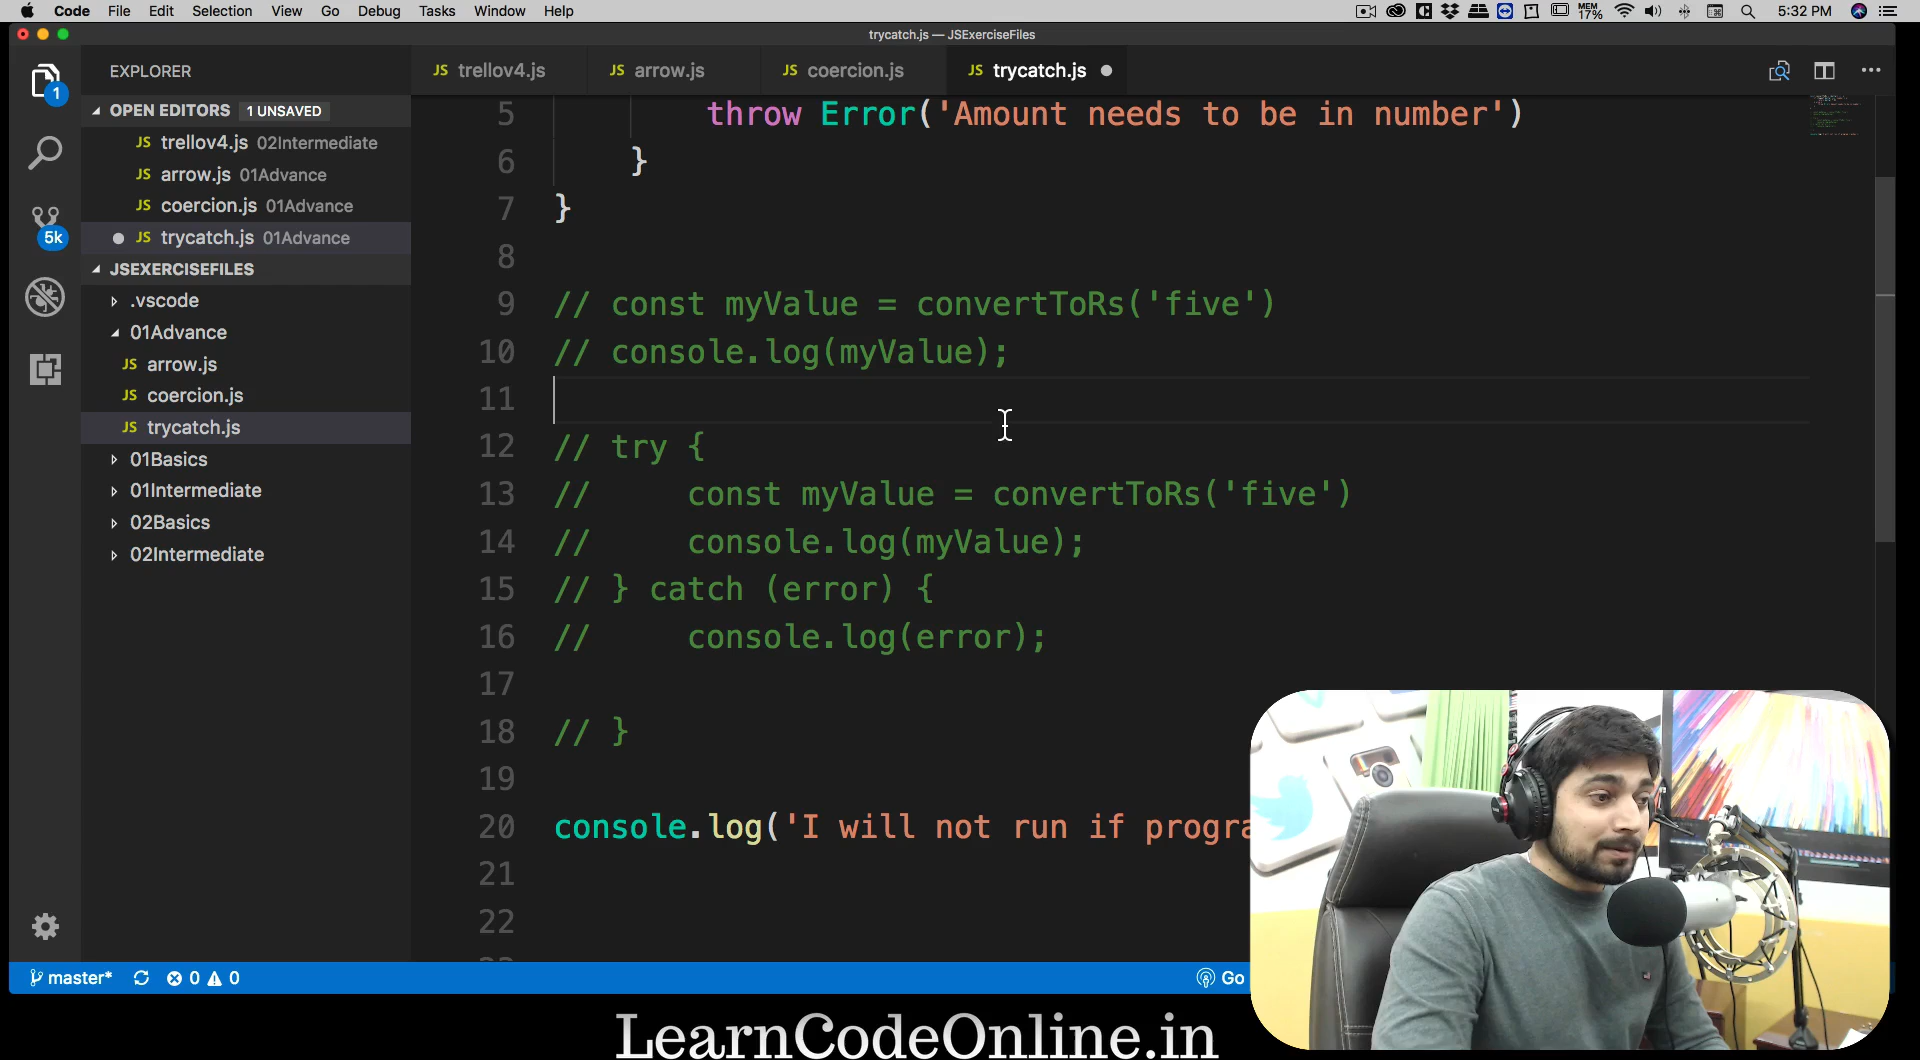 Code File Edit Selection View Go Debug Tasks Window Help
MEM 17% 5:32 PM
trycatch.js — JSExerciseFiles
EXPLORER
JS trellov4.js JS arrow.js JS coercion.js JS trycatch.js
1
OPEN EDITORS 1 UNSAVED
JS trellov4.js 02Intermediate
JS arrow.js 01Advance
JS coercion.js 01Advance
JS trycatch.js 01Advance
5k
JSEXERCISEFILES
.vscode
01Advance
JS arrow.js
JS coercion.js
JS trycatch.js
01Basics
01Intermediate
02Basics
02Intermediate
5 throw Error('Amount needs to be in number')
6 }
7 }
8
9 // const myValue = convertToRs('five')
10 // console.log(myValue);
11
12 // try {
13 // const myValue = convertToRs('five')
14 // console.log(myValue);
15 // } catch (error) {
16 // console.log(error);
17
18 // }
19
20 console.log('I will not run if progra
21
22
master* 0 0 Go
LearnCodeOnline.in